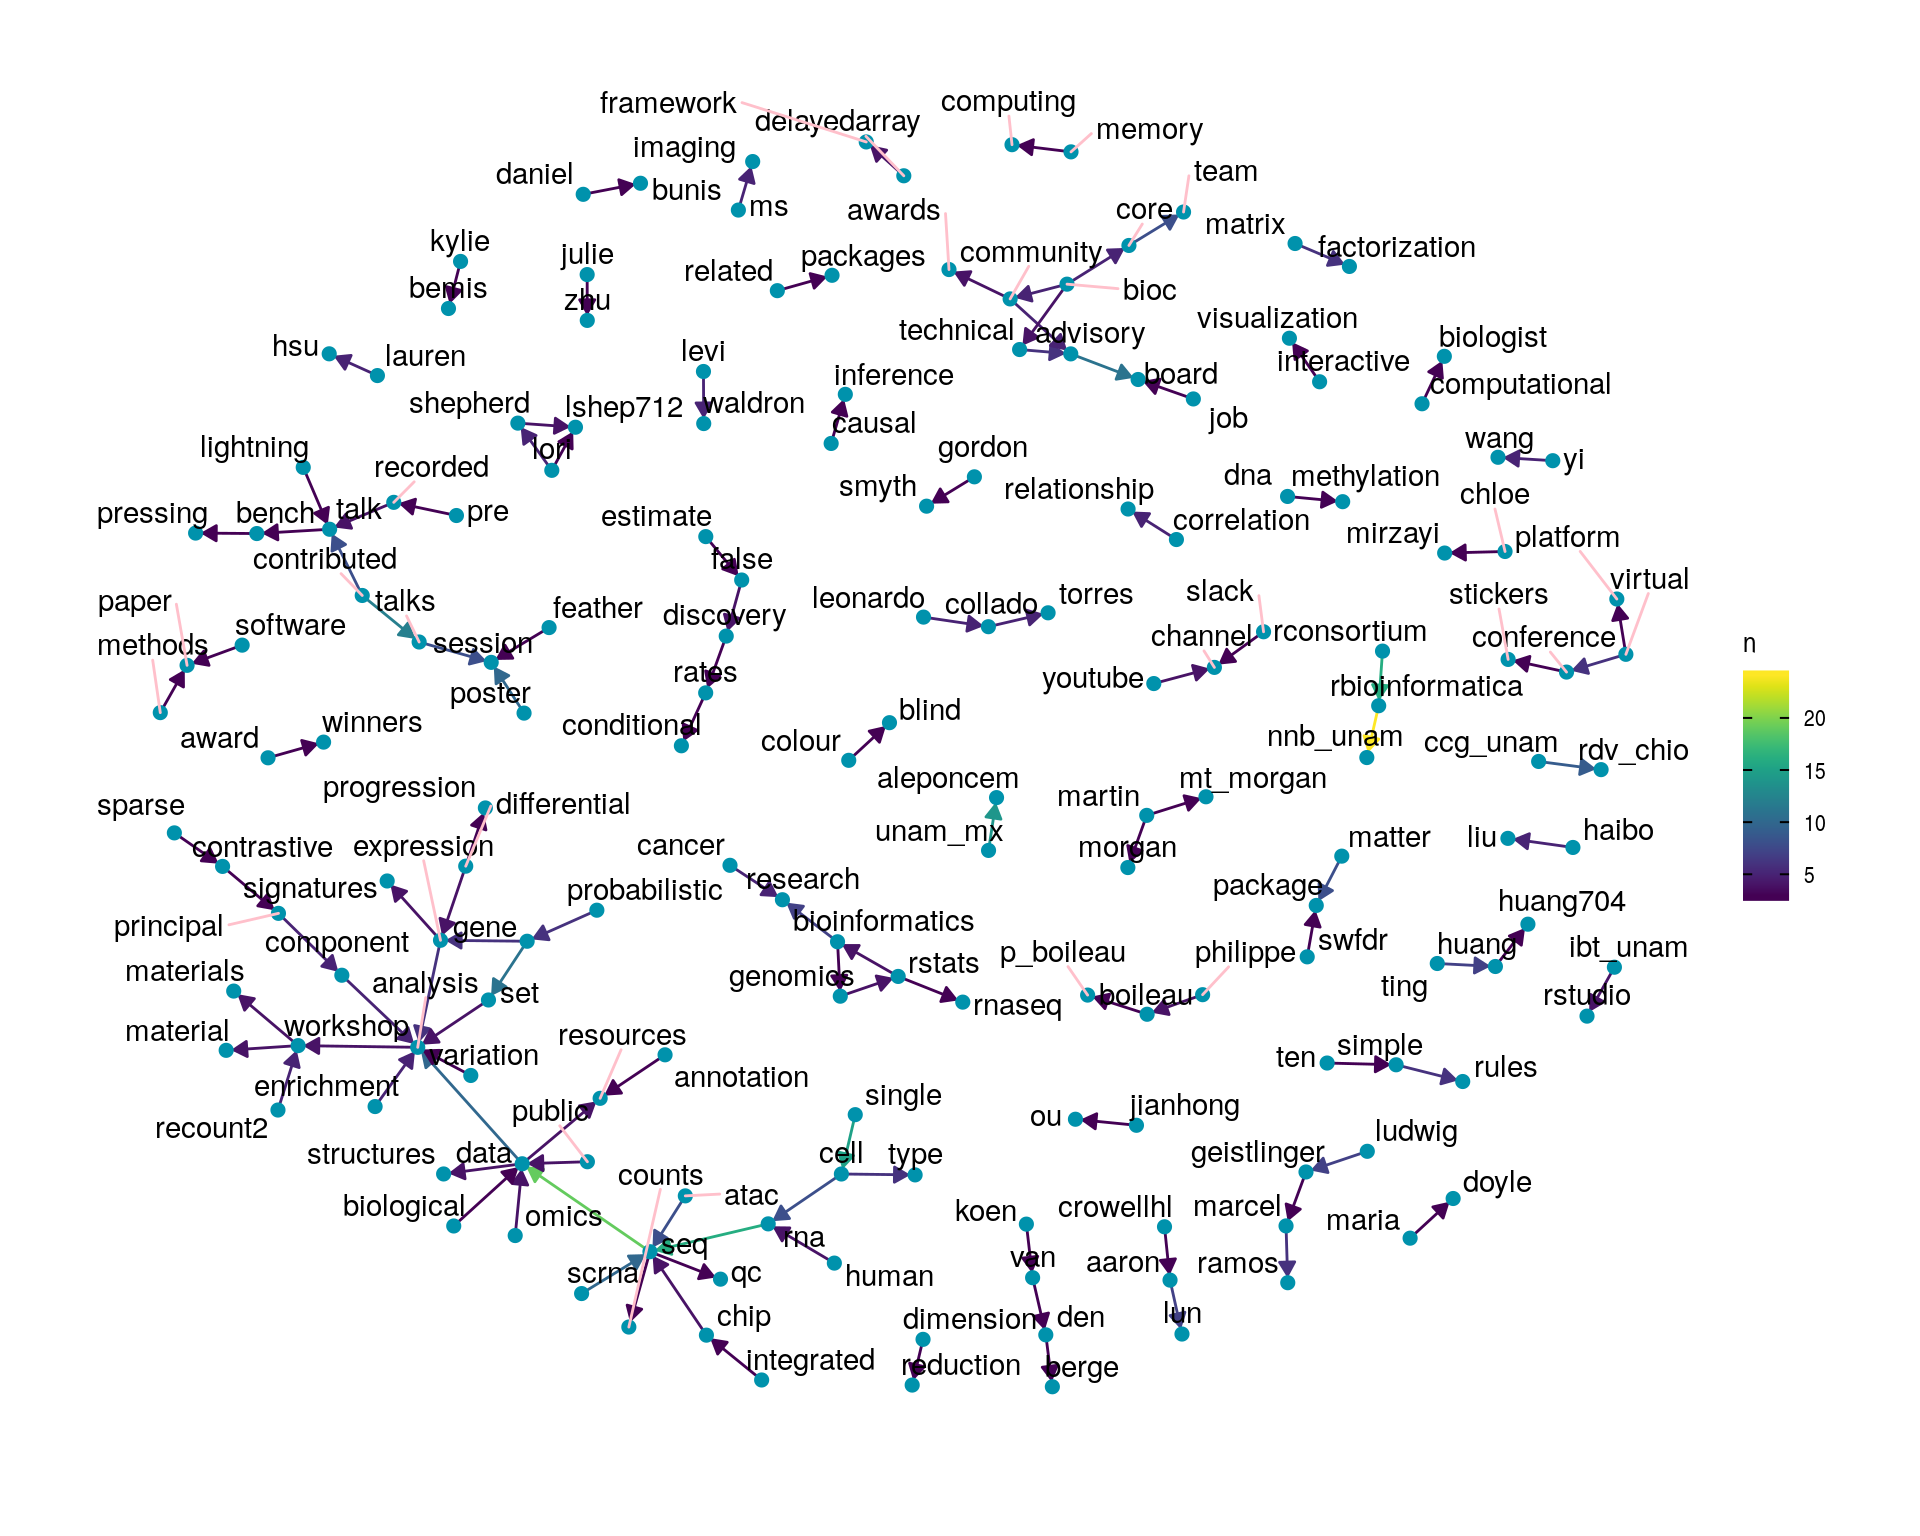 framework
computing
delayedarray
memory
imaging
daniel
bunis
ms
team
awards
core
matrix
community
factorization
kylie
julie
packages
related
bemis
zhu
bioc
technical
advisory
visualization
biologist
hsu
lauren
levi
inference
interactive
board
computational
shepherd
lshep712
waldron
causal
job
lori
lightning
recorded
gordon
wang
yi
smyth
relationship
dna
methylation
chloe
pressing
bench
talk
pre
estimate
correlation
mirzayi
platform
contributed
false
virtual
paper
talks
feather
leonardo
collado
torres
slack
stickers
software
discovery
channel
rconsortium
conference
methods
session
n
rates
youtube
rbioinformatica
poster
award
winners
conditional
colour
blind
nnb_unam
ccg_unam
rdv_chio
20
progression
differential
aleponcem
martin
mt_morgan
15
sparse
unam_mx
liu
haibo
10
contrastive
expression
cancer
morgan
matter
5
signatures
probabilistic
research
package
principal
gene
bioinformatics
huang704
component
p_boileau
philippe
swfdr
huang
ibt_unam
materials
analysis
set
genomics
rstats
boileau
ting
rstudio
material
workshop
resources
rnaseq
variation
ten
simple
rules
enrichment
annotation
single
recount2
public
ou
jianhong
structures
data
cell
type
geistlinger
ludwig
counts
atac
doyle
biological
omics
koen
crowellhl
marcel
maria
seq
rna
van
aaron
ramos
scrna
qc
human
chip
dimension
den
lun
integrated
reduction
berge